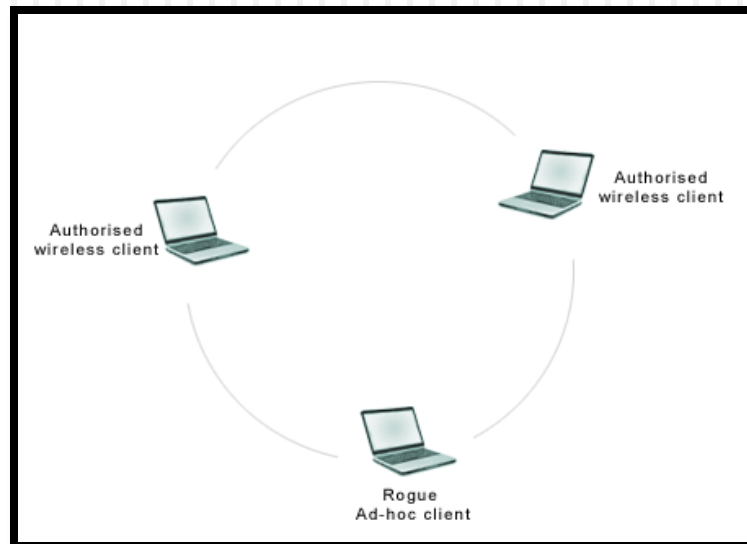 Authorised
wireless client
Authorised
wireless client
Rogue
Ad-hoc client